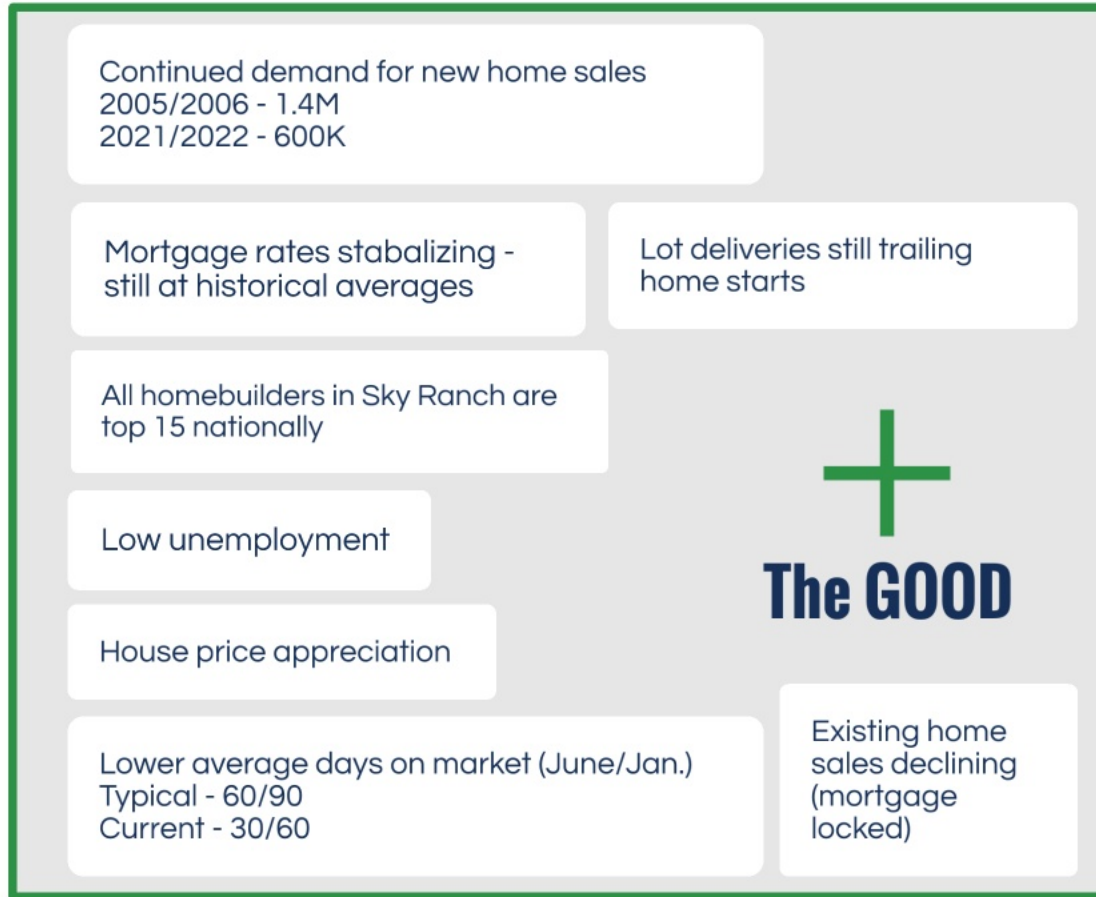 Continued demand for new home sales
2005/2006 - 1.4M
2021/2022 - 600K
Mortgage rates stabalizing -
still at historical averages
Lot deliveries still trailing
home starts
All homebuilders in Sky Ranch are
top 15 nationally
Low unemployment
The GOOD
House price appreciation
Lower average days on market (June/Jan.)
Typical - 60/90
Current - 30/60
Existing home
sales declining
(mortgage
locked)